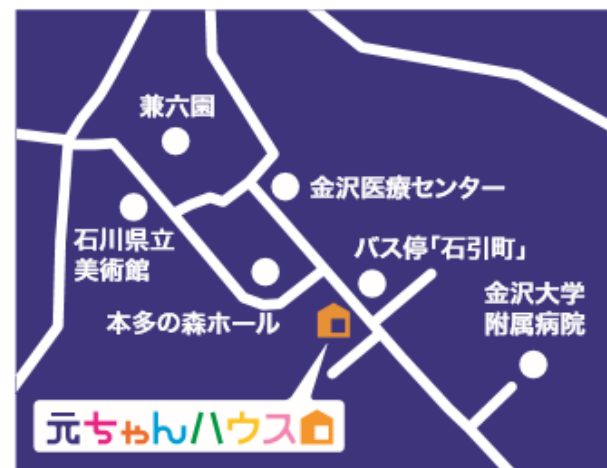 兼六園
金沢医療センター
石川県立
美術館
バス停「石引町」
金沢大学
附属病院
本多の森ホール
元ちゃんハウス